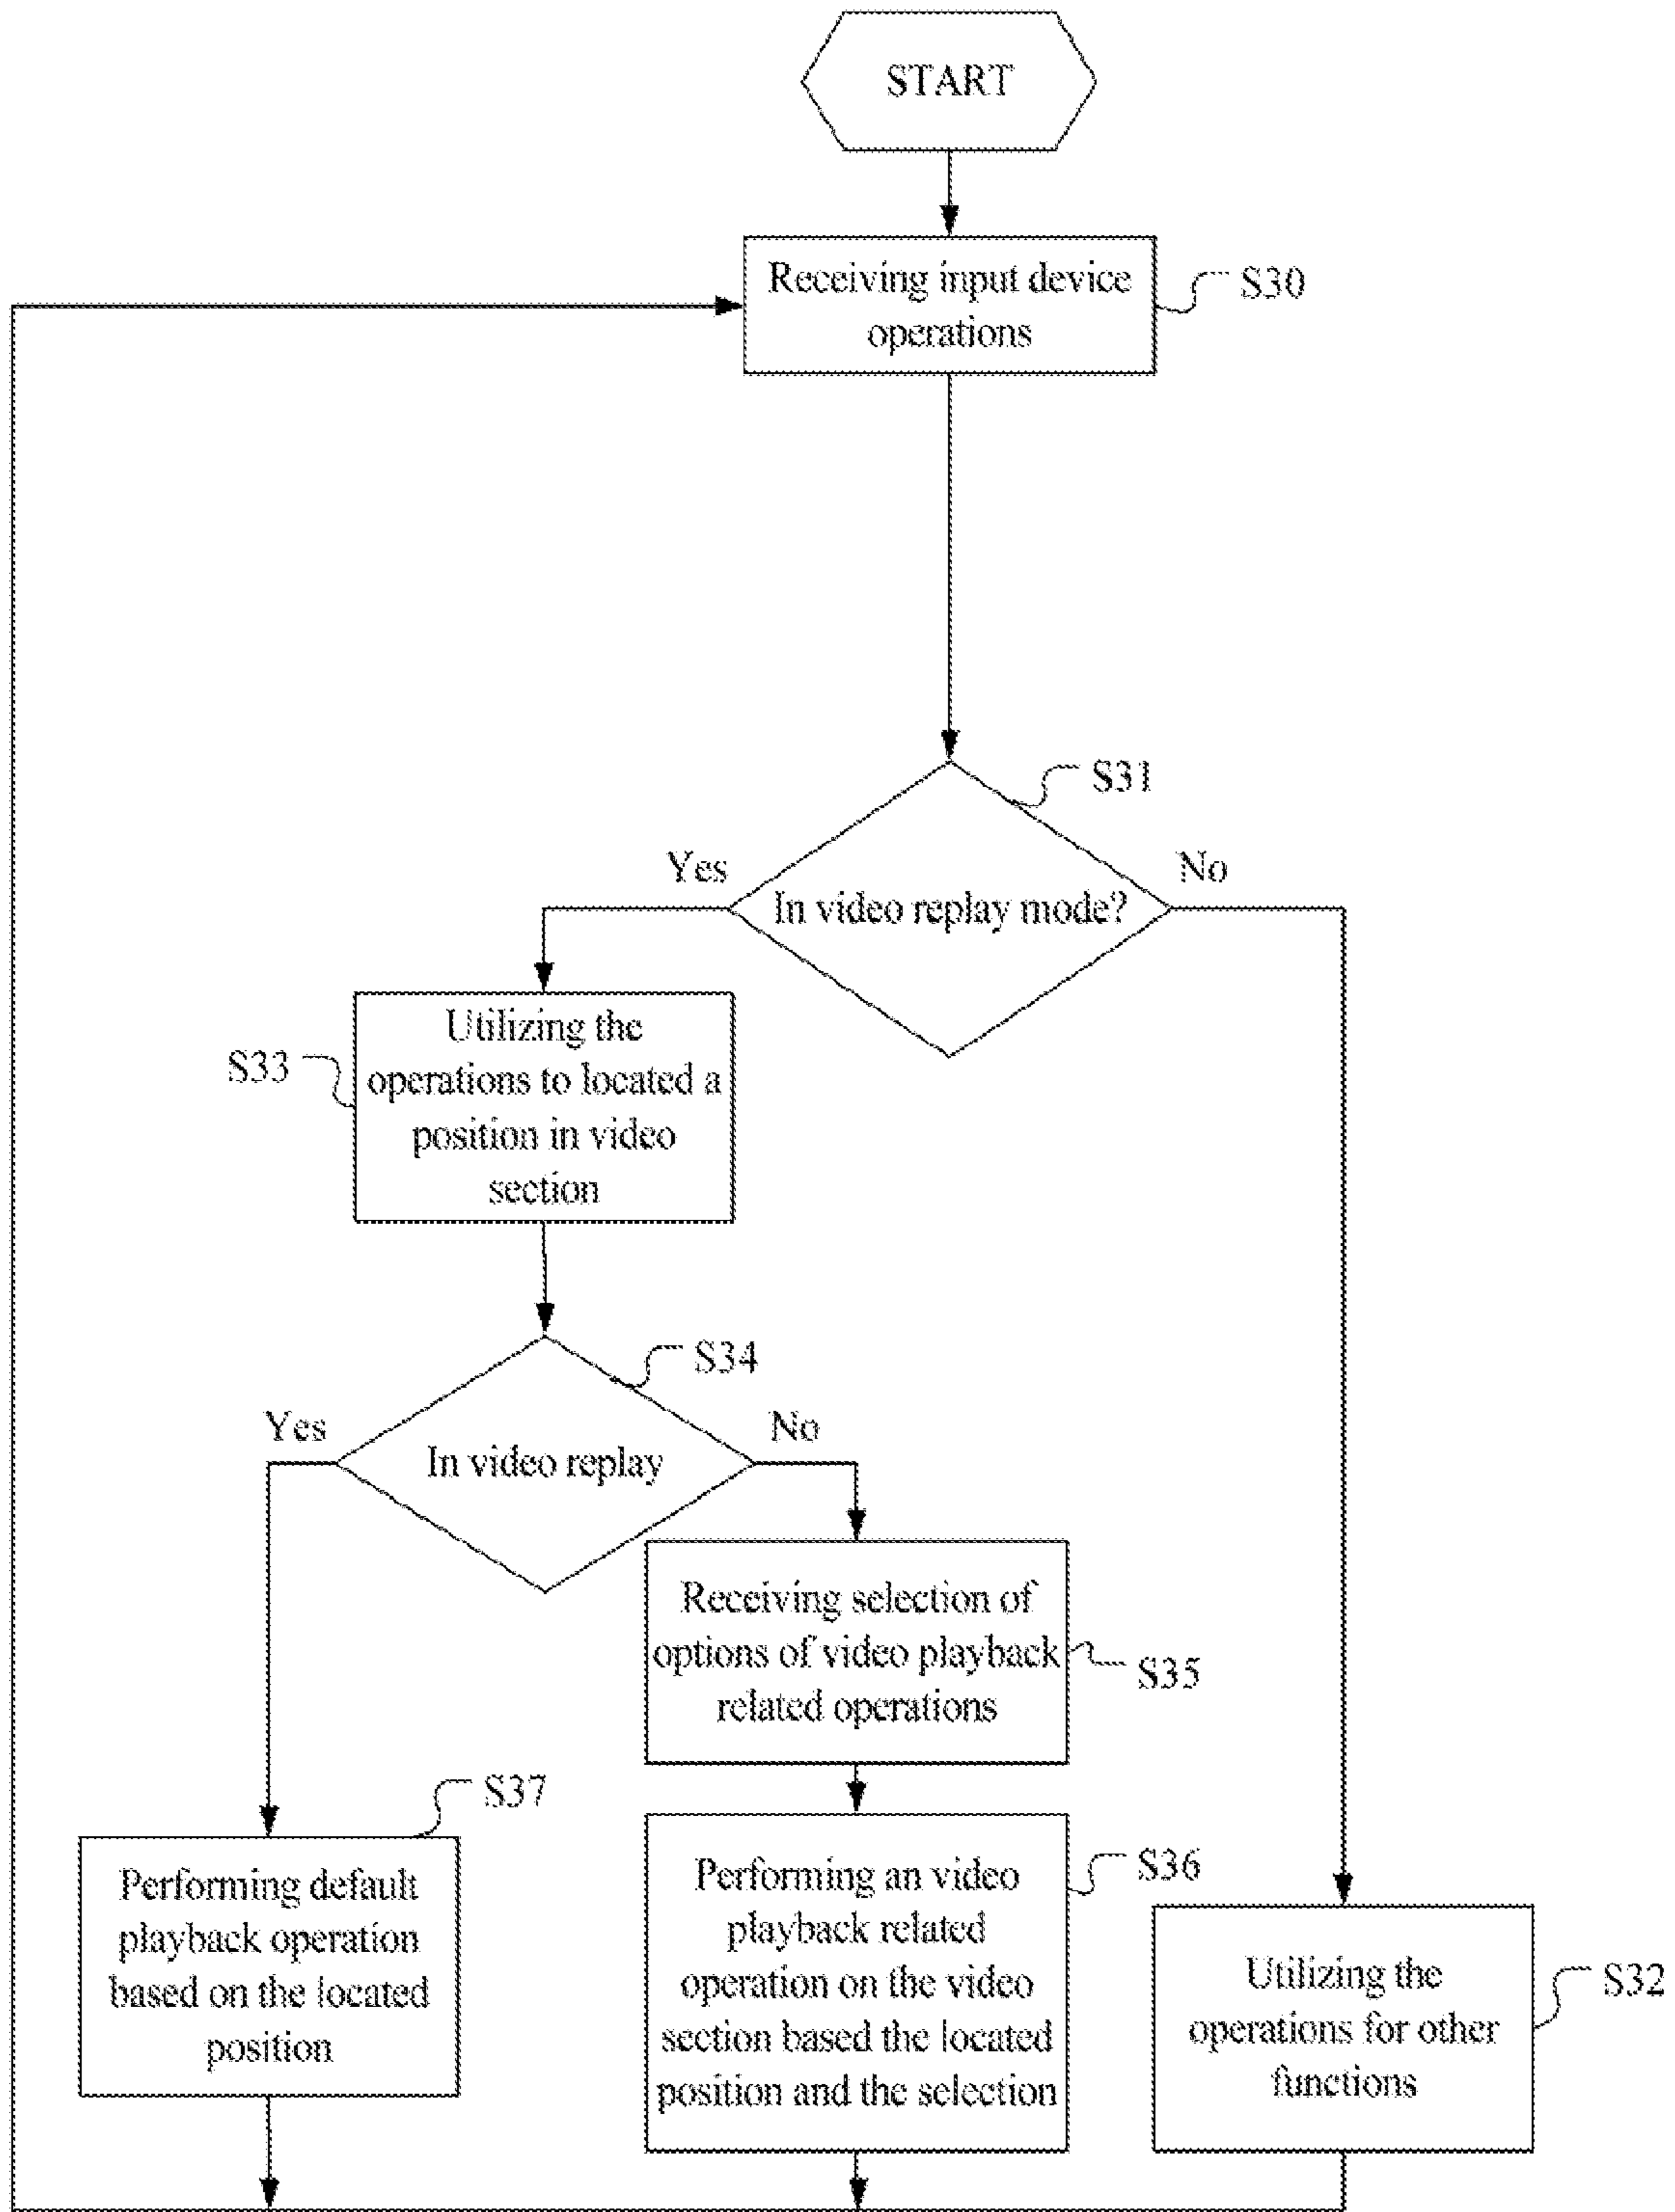 START
Receiving input device
operations
S30
S31
Yes
No
In video replay mode?
Utilizing the
operations to located a
position in video
section
S33
S34
Yes
No
In video replay
Receiving selection of
options of video playback
related operations
S35
S37
Performing default
playback operation
based on the located
position
Performing an video
playback related
operation on the video
section based the located
position and the selection
S36
Utilizing the
operations for other
functions
S32